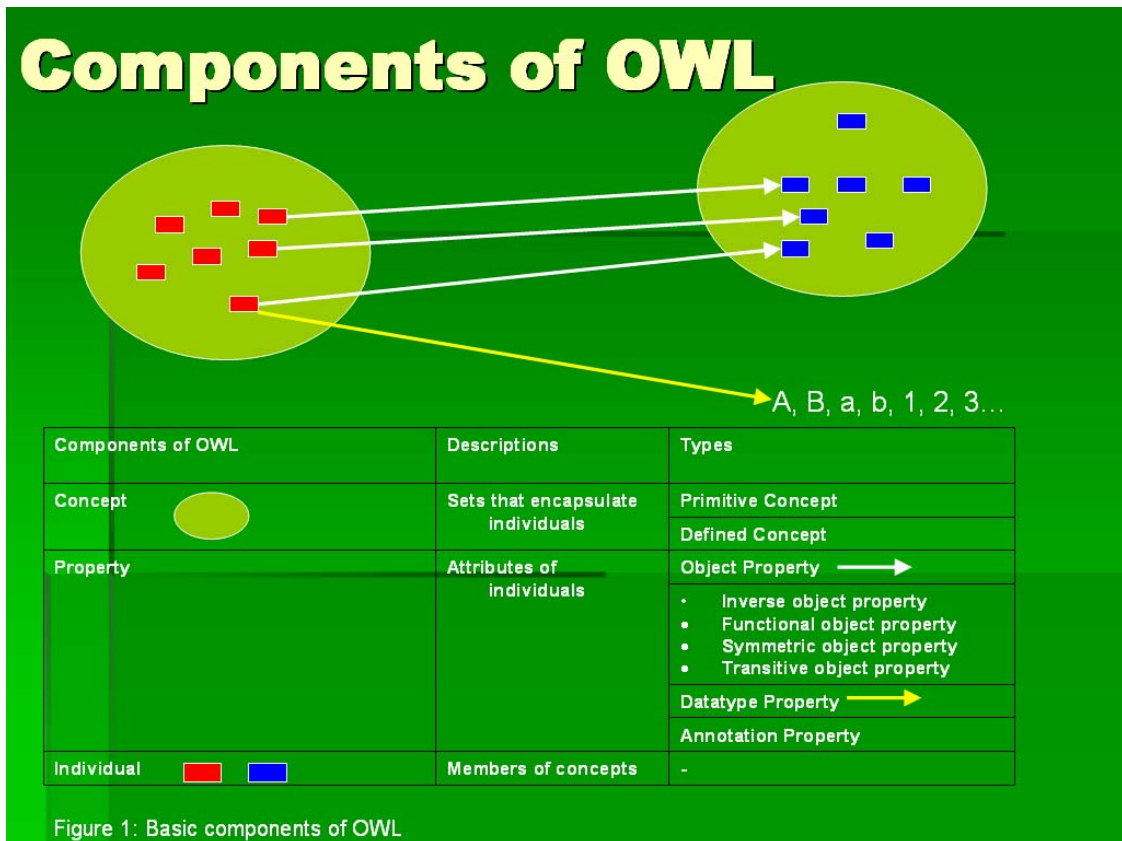 Components of OWL
A, B, a, b, 1, 2, 3...
Components of OWL
Descriptions
Types
Concept
Sets that encapsulate
individuals
Primitive Concept
Defined Concept
Property
Attributes of
individuals
Object Property
• Inverse object property
• Functional object property
• Symmetric object property
• Transitive object property
Datatype Property
Annotation Property
Individual
Members of concepts
-
Figure 1: Basic components of OWL